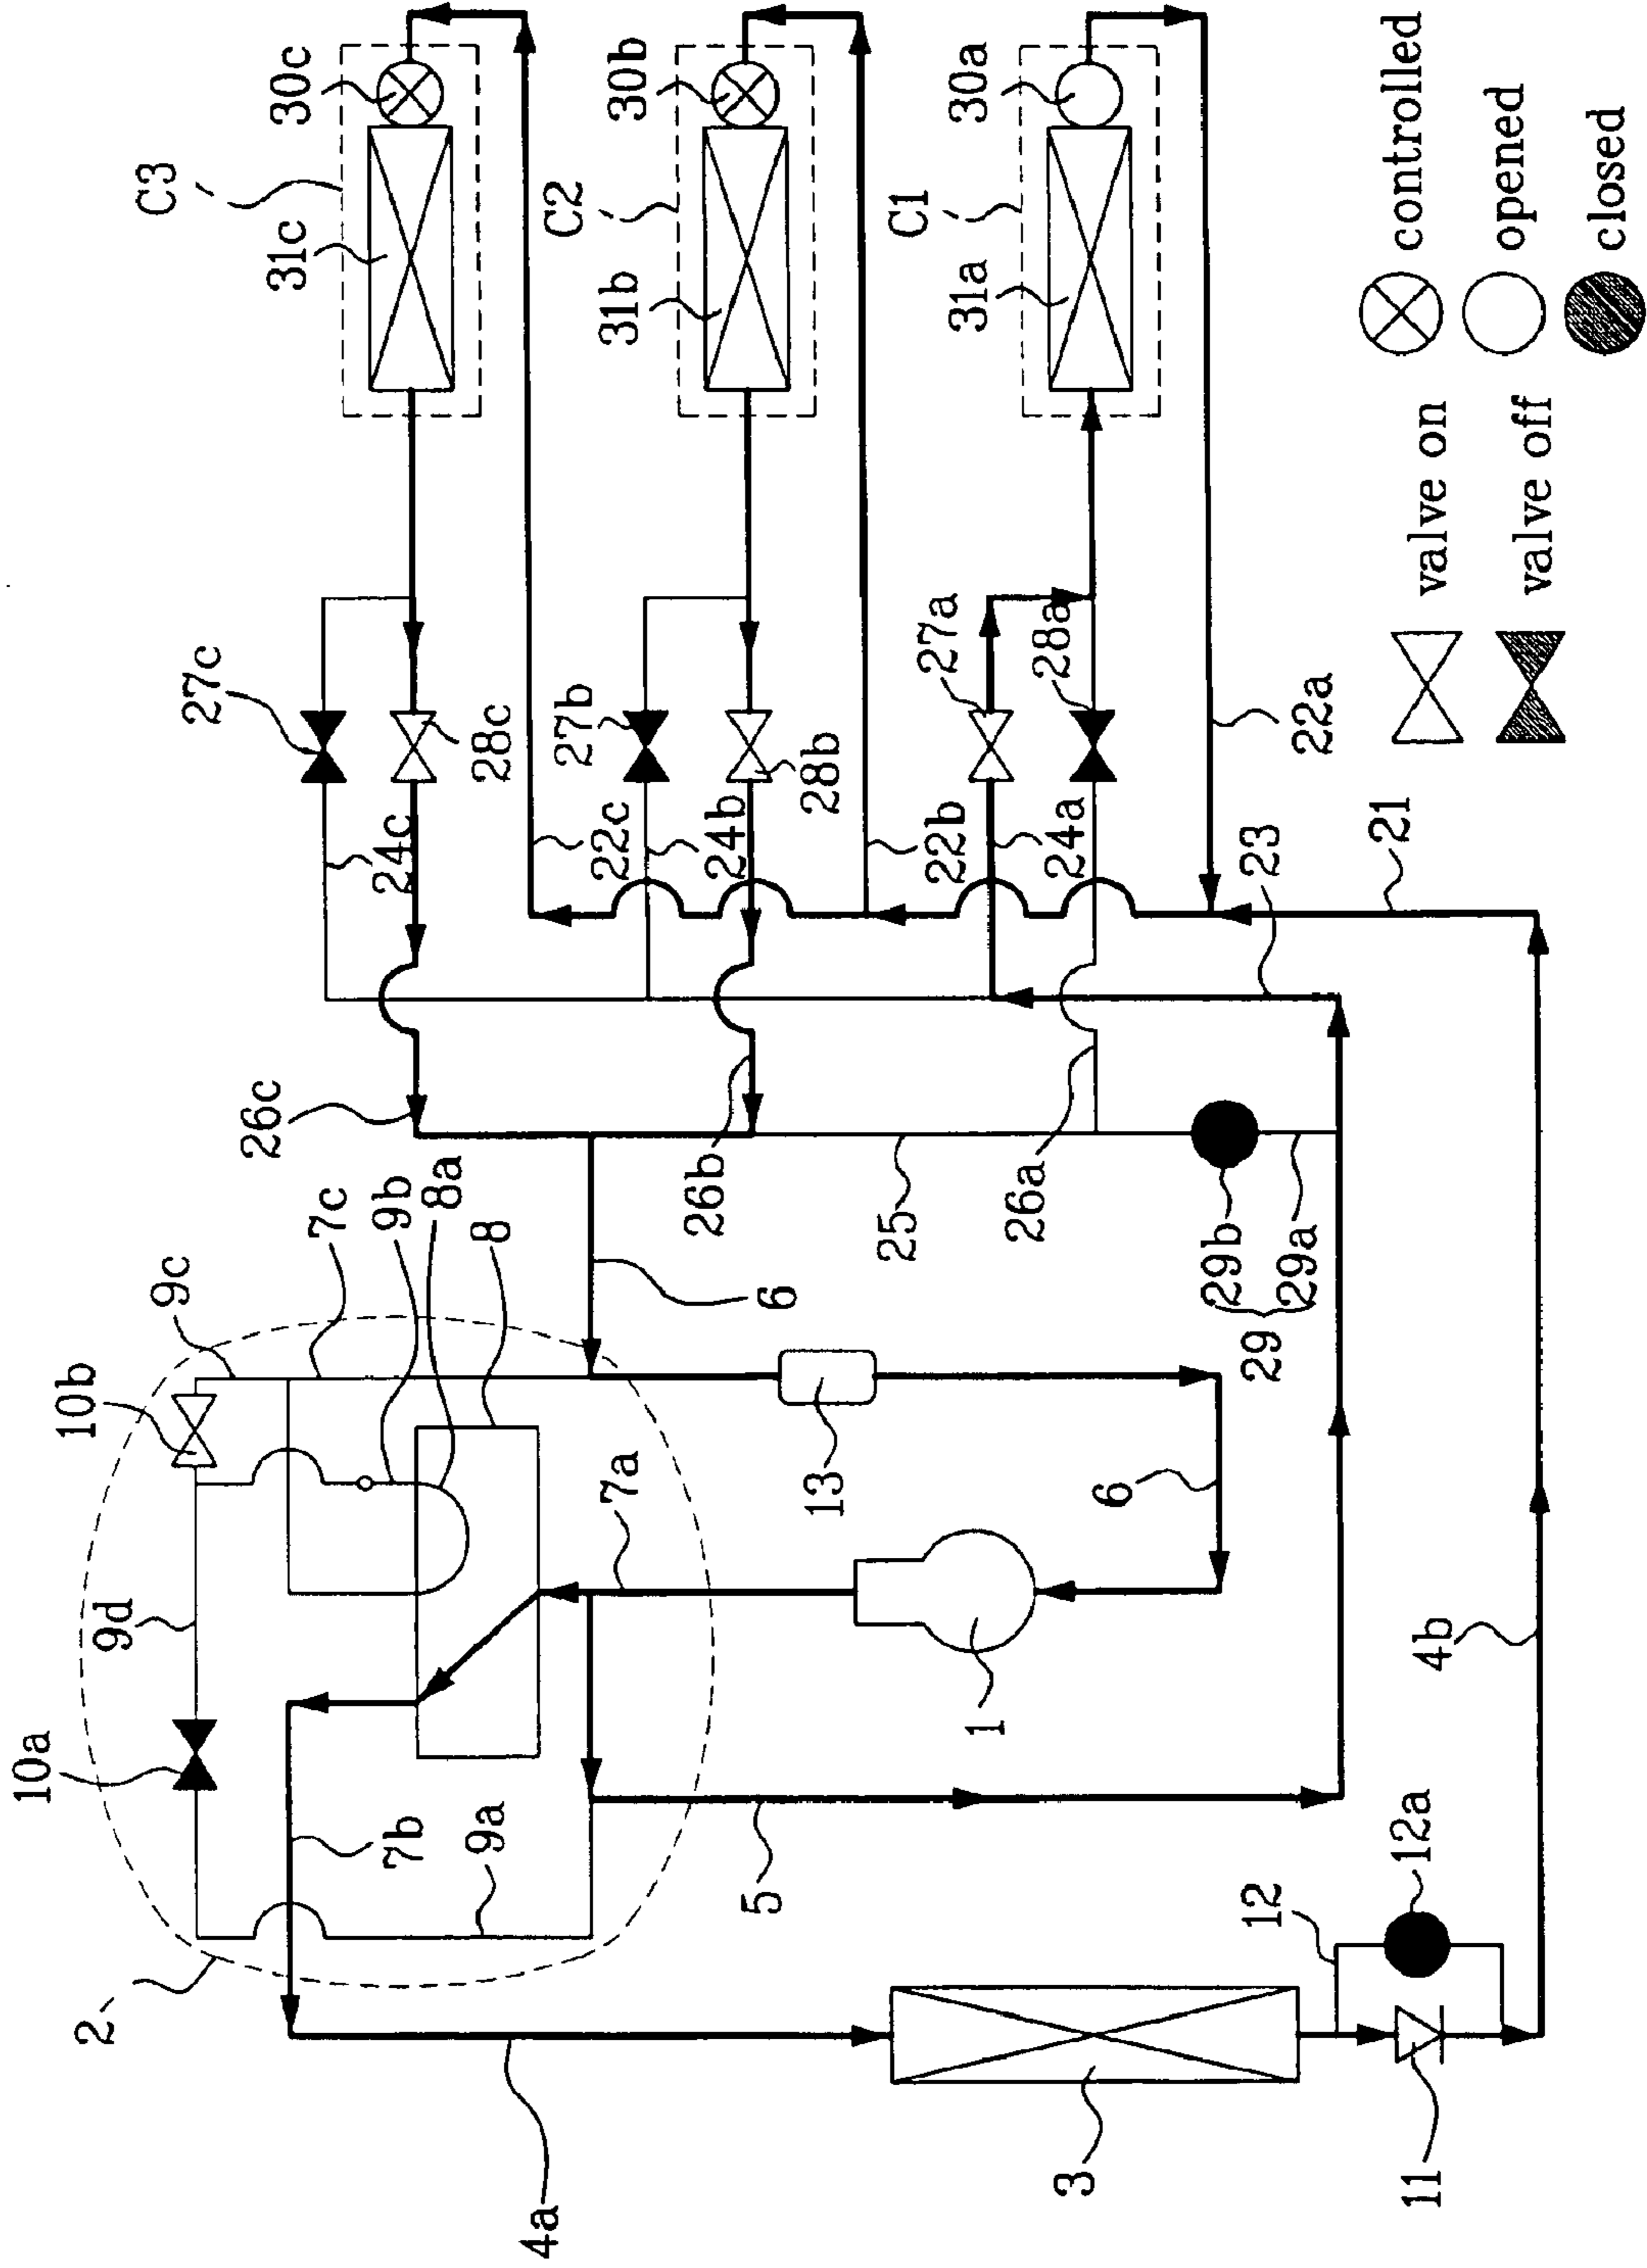 10a
10b
2
9d
C3
9c
27c
26c
31c
30c
7c
9b
24c
7b
8a
9a
8
28c
4a
C2
27b
22c
7a
31b
30b
26b
24b
5
6
28b
13
25
C1
27a
22b
31a
30a
1
26a
28a
24a
3
6
29b
29
29a
12
23
22a
21
12a
11
4b
valve on
controlled
valve off
opened
closed